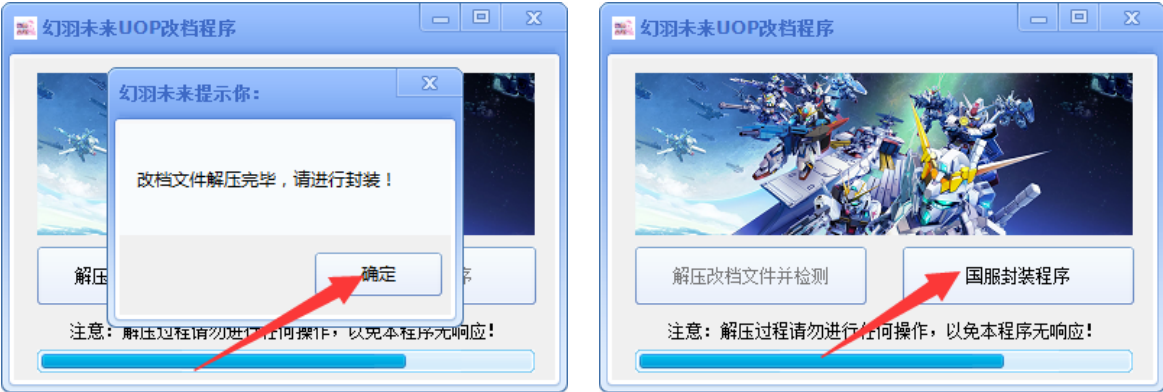 幻羽未来UOP改档程序
幻羽未来提示你：
改档文件解压完毕，请进行封装！
确定
解压
序
注意：解压过程请勿进行任何操作，以免本程序无响应！
幻羽未来UOP改档程序
解压改档文件并检测
国服封装程序
注意：解压过程请勿进行任何操作，以免本程序无响应！